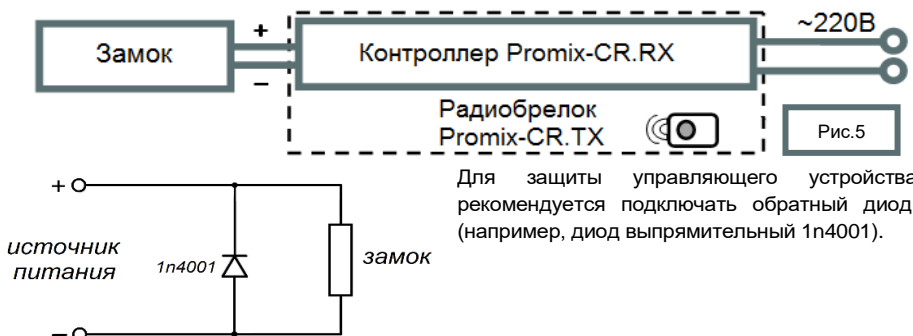 Замок
+
−
Контроллер Promix-CR.RX
~220В
Радиобрелок
Promix-CR.TX
Рис.5
Для защиты управляющего устройства
рекомендуется подключать обратный диод
(например, диод выпрямительный 1n4001).
+
источник
питания
1n4001
замок
−